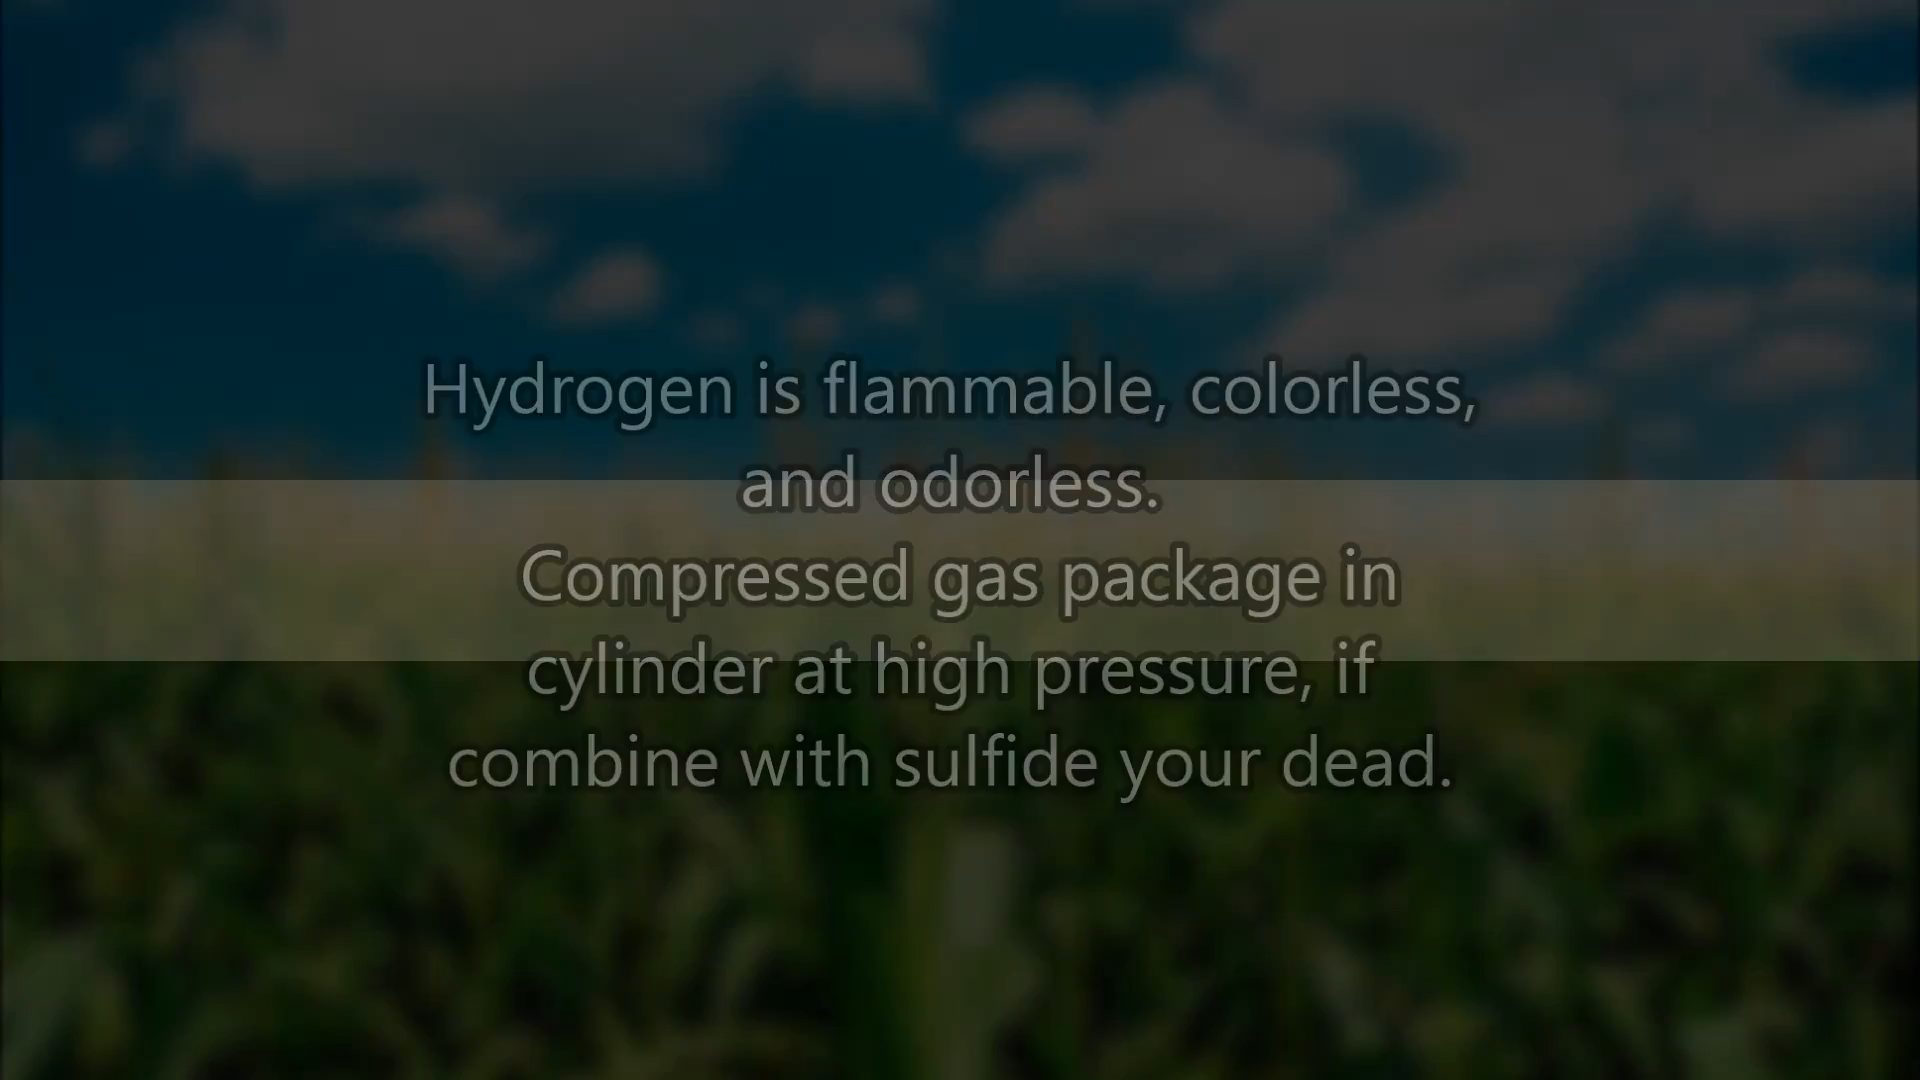 Hydrogen is flammable, colorless,
and odorless.
Compressed gas package in
cylinder at high pressure, if
combine with sulfide your dead.